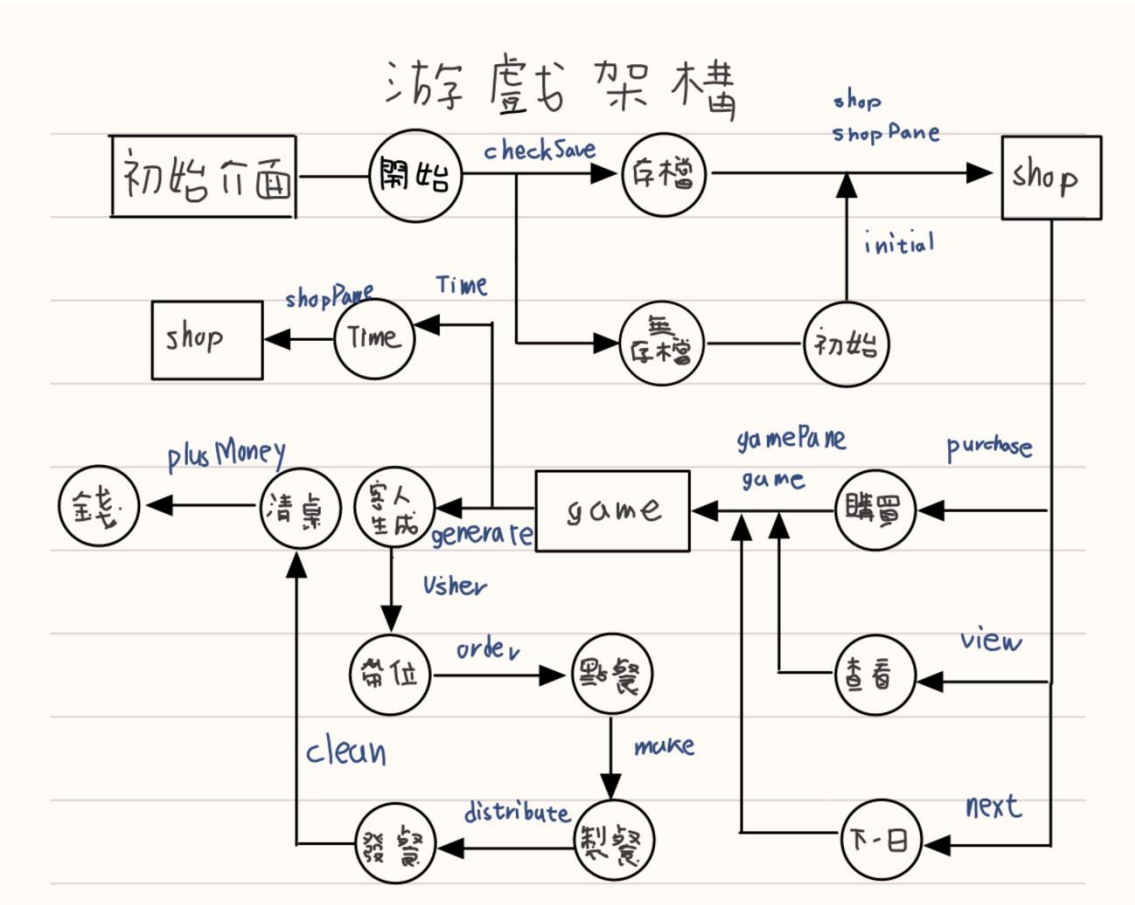 游戲架構
shop
shopPane
初始介面
開始
checkSave
存檔
shop
initial
shopPane
Time
shop
Time
無
存檔
初始
plusMoney
gamePane
game
purchase
錢
清桌
客人
生成
generate
game
購買
Usher
帶位
order
點餐
查看
view
clean
make
distribute
發餐
製餐
下一日
next